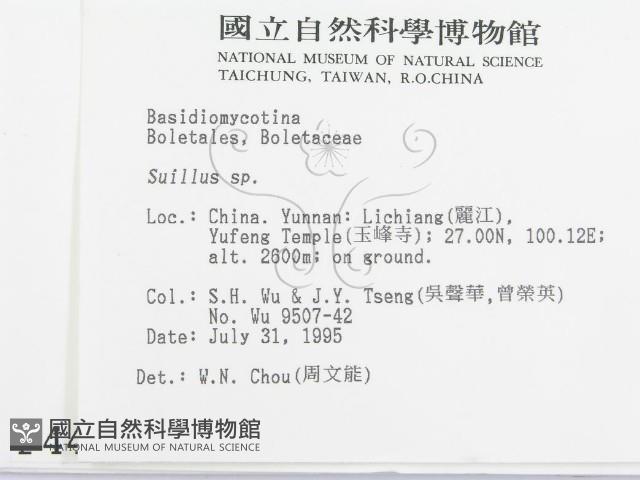 國立自然科學博物館
NATIONAL MUSEUM OF NATURAL SCIENCE
TAICHUNG, TAIWAN, R.O.CHINA
Basidiomycotina
Boletales, Boletaceae
Suillus sp.
Loc.: China. Yunnan: Lichiang(麗江),
Yufeng Temple(玉峰寺); 27.00N, 100.12E;
alt. 2600m; on ground.
Col.: S.H. Wu & J.Y. Tseng(吳聲華,曾榮英)
No. Wu 9507-42
Date: July 31, 1995
Det.: W.N. Chou(周文能)
國立自然科學博物館
NATIONAL MUSEUM OF NATURAL SCIENCE